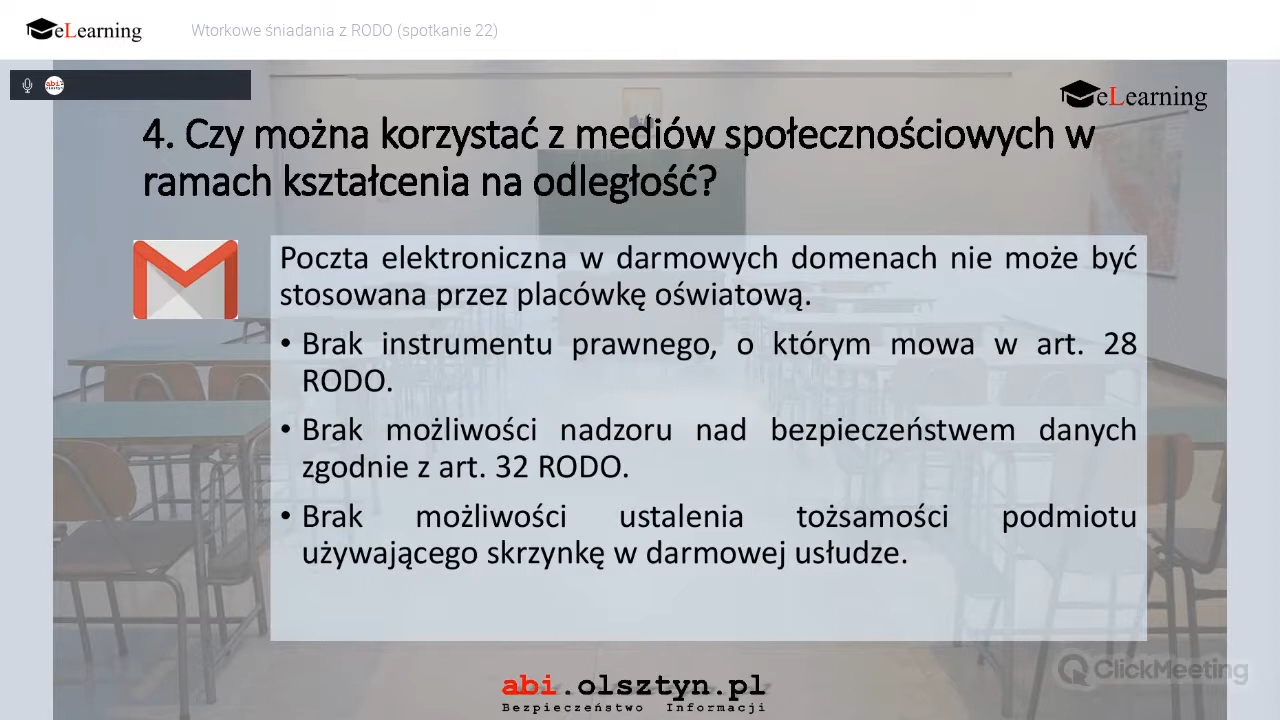 eLearning
Wtorkowe śniadania z RODO (spotkanie 22)
abi
eLearning
4. Czy można korzystać z mediów społecznościowych w
ramach kształcenia na odległość?
Poczta elektroniczna w darmowych domenach nie może być
stosowana przez placówkę oświatową.
• Brak instrumentu prawnego, o którym mowa w art. 28
RODO.
• Brak możliwości nadzoru nad bezpieczeństwem danych
zgodnie z art. 32 RODO.
• Brak możliwości ustalenia tożsamości podmiotu
używającego skrzynkę w darmowej usłudze.
ClickMeeting
abi.olsztyn.pl
Bezpieczeństwo Informacji